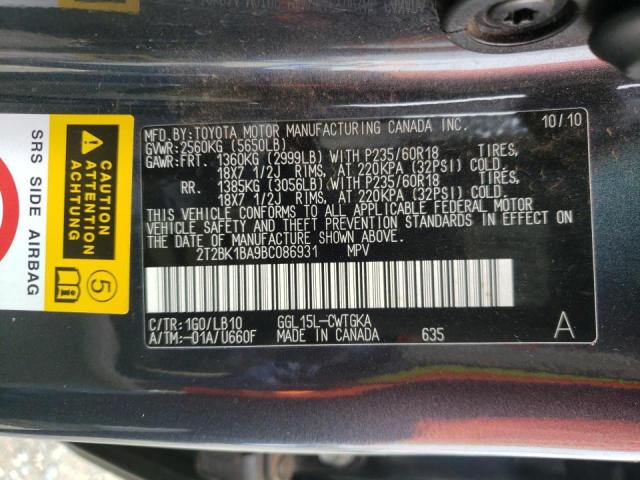 MFD.BY:TOYOTA MOTOR MANUFACTURING CANADA INC. 10/10
GVWR:2560KG (5650LB)
GAWR:FRT. 1360KG (2999LB)WITH P235/60R18 TIRES,
18X7 1/2J RIMS, AT 220KPA (32PSI) COLD.
RR. 1385KG (3056LB)WITH P235/60R18 TIRES,
18X7 1/2J RIMS, AT 220KPA (32PSI) COLD.
THIS VEHICLE CONFORMS TO ALL APPLICABLE FEDERAL MOTOR
VEHICLE SAFETY AND THEFT PREVENTION STANDARDS IN EFFECT ON
THE DATE OF MANUFACTURE SHOWN ABOVE.
2T2BK1BA9BC086931 MPV
C/TR:1G0/LB10 GGL15L-CWTGKA
A/TM:-01A/U660F MADE IN CANADA 635 A
SRS SIDE AIRBAG
ATTENTION
ACHTUNG
5